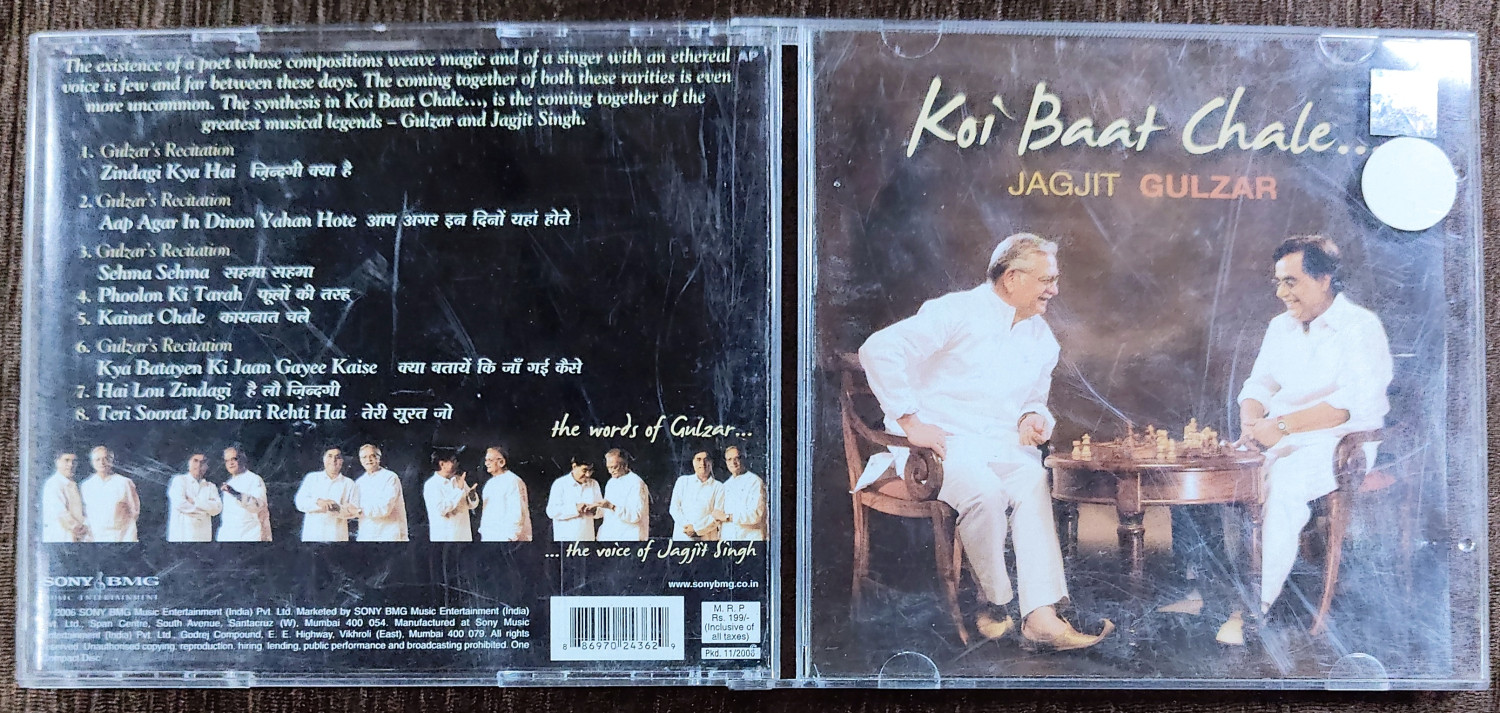 The existence of a poet whose compositions weave magic and of a singer with an ethereal
voice is few and far between these days. The coming together of both these rarities is even
more uncommon. The synthesis in Koi Baat Chale..., is the coming together of the
greatest musical legends – Gulzar and Jagjit Singh.
AP
1. Gulzar's Recitation
Zindagi Kya Hai ज़िन्दगी क्या है
2. Gulzar's Recitation
Aap Agar In Dinon Yahan Hote आप अगर इन दिनों यहां होते
3. Gulzar's Recitation
Sehma Sehma सहमा सहमा
4. Phoolon Ki Tarah फूलों की तरह
5. Kainat Chale कायनात चले
6. Gulzar's Recitation
Kya Batayen Ki Jaan Gayee Kaise क्या बतायें कि जाँ गई कैसे
7. Hai Lou Zindagi है लौ ज़िन्दगी
8. Teri Soorat Jo Bhari Rehti Hai तेरी सूरत जो
the words of Gulzar...
... the voice of Jagjit Singh
SONY BMG
MUSIC ENTERTAINMENT
www.sonybmg.co.in
2006 SONY BMG Music Entertainment (India) Pvt. Ltd. Marketed by SONY BMG Music Entertainment (India)
Ltd., Span Centre, South Avenue, Santacruz (W), Mumbai 400 054. Manufactured at Sony Music
Entertainment (India) Pvt. Ltd., Godrej Compound, E. E. Highway, Vikhroli (East), Mumbai 400 079. All rights
reserved. Unauthorised copying, reproduction, hiring, lending, public performance and broadcasting prohibited. One
Compact Disc
8 86970 24362 9
M. R. P
Rs. 199/-
(Inclusive of
all taxes)
Pkd. 11/2006
Koi Baat Chale...
JAGJIT GULZAR